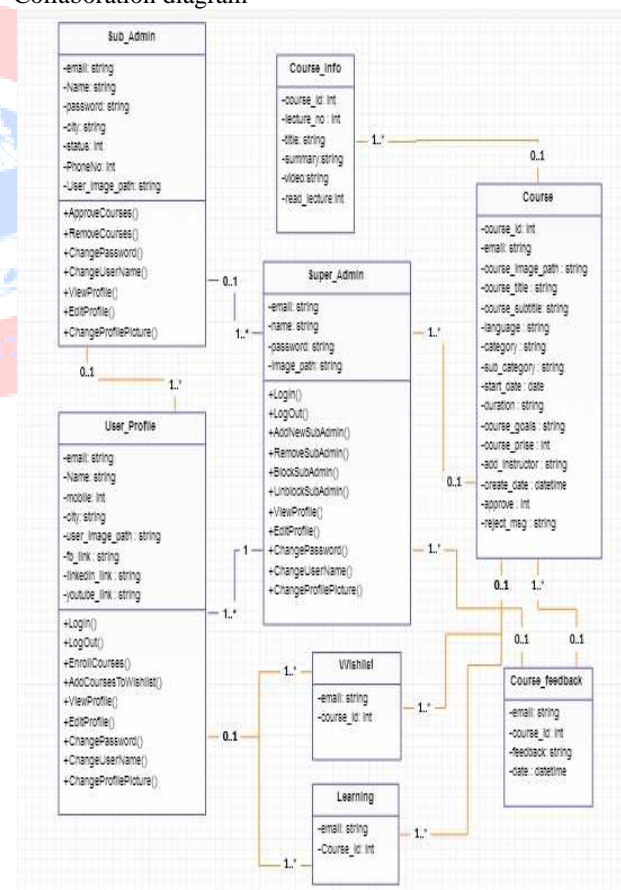 Collaboration diagram
Sub_Admin
-email: string
-Name: string
-password: string
-city: string
-status: int
-PhoneNo: int
-User_image_path: string
+ApproveCourses()
+RemoveCourses()
+ChangePassword()
+ChangeUserName()
+ViewProfile()
+EditProfile()
+ChangeProfilePicture()
0..1
1..*
0..1
1..*
Course_info
-course_id: int
-lecture_no : int
-title: string
-summary:string
-video:string
-read_lecture:int
1..*
0..1
Course
-course_id: int
-email: string
-course_image_path : string
-course_title : string
-course_subtitle: string
-language : string
-category : string
-sub_category : string
-start_date : date
-duration : string
-course_goals : string
-course_prise : int
-add_instructor : string
-create_date : datetime
-approve : int
-reject_msg : string
Super_Admin
-email: string
-name : string
-password : string
-image_path : string
+Login()
+LogOut()
+AddNewSubAdmin()
+RemoveSubAdmin()
+BlockSubAdmin()
+UnblockSubAdmin()
+ViewProfile()
+EditProfile()
+ChangePassword()
+ChangeUserName()
+ChangeProfilePicture()
1..*
0..1
1..*
0..1
User_Profile
-email: string
-Name: string
-mobile: int
-city: string
-user_image_path : string
-fb_link : string
-linkedin_link : string
-youtube_link : string
+Login()
+LogOut()
+EnrollCourses()
+AddCoursesToWishlist()
+ViewProfile()
+EditProfile()
+ChangePassword()
+ChangeUserName()
+ChangeProfilePicture()
1
1..*
0..1
1..*
1..*
Wishlist
-email: string
-course_id: int
1..*
0..1
1..*
0..1
Course_feedback
-email: string
-course_id: int
-feedback: string
-date : datetime
Learning
-email: string
-Course_id: int
1..*